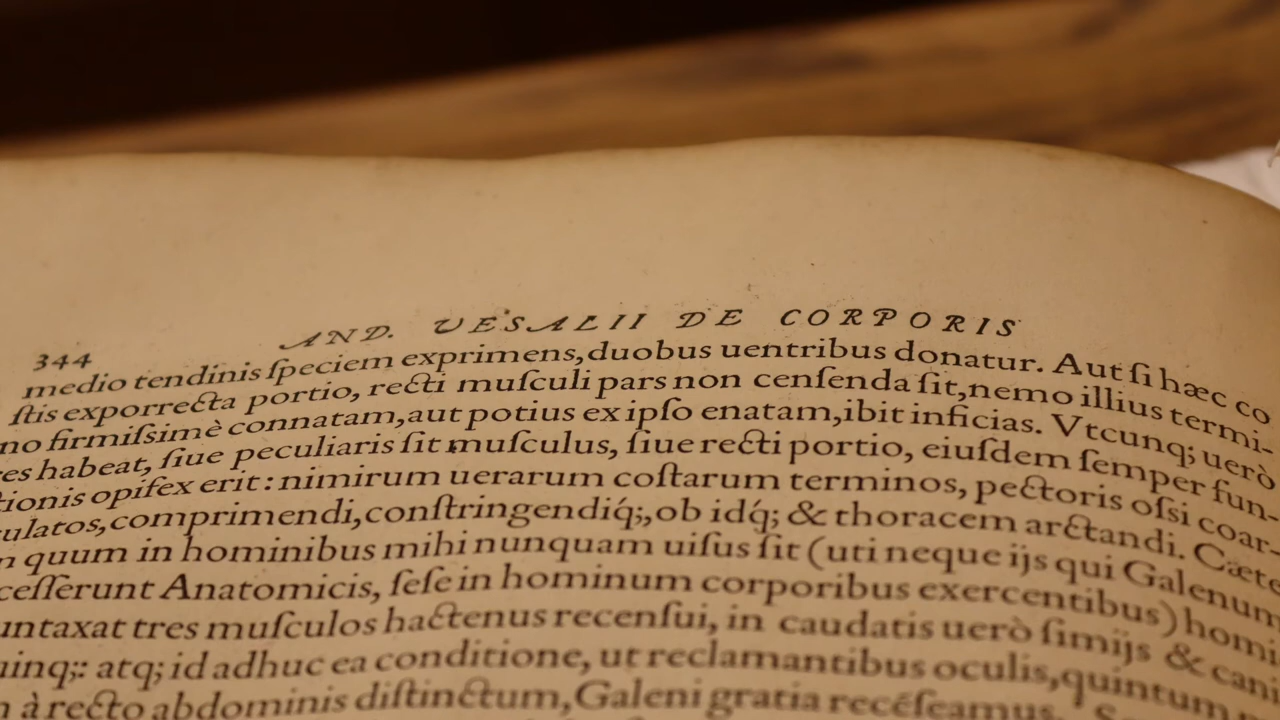 344 AND. VESALII DE CORPORIS
medio tendinis ſpeciem exprimens, duobus uentribus donatur. Aut ſi hæc co
ſtis exporrecta portio, recti muſculi pars non cenſenda ſit, nemo illius termi-
no firmiſsimè connatam, aut potius ex ipſo enatam, ibit inficias. Vtcunq; uerò
res habeat, ſiue peculiaris ſit muſculus, ſiue recti portio, eiuſdem ſemper fun-
tionis opifex erit: nimirum uerarum coſtarum terminos, pectoris oſsi coar-
ulatos, comprimendi, conſtringendiq́;, ob idq́; & thoracem arctandi. Cæte
n quum in hominibus mihi nunquam uiſus ſit (uti neque ijs qui Galenum
ceſſerunt Anatomicis, ſeſe in hominum corporibus exercentibus) homi
untaxat tres muſculos hactenus recenſui, in caudatis uerò ſimijs & cani
uinq;: atq; id adhuc ea conditione, ut reclamantibus oculis, quintum
à recto abdominis diſtinctum, Galeni gratia recéſeamus.